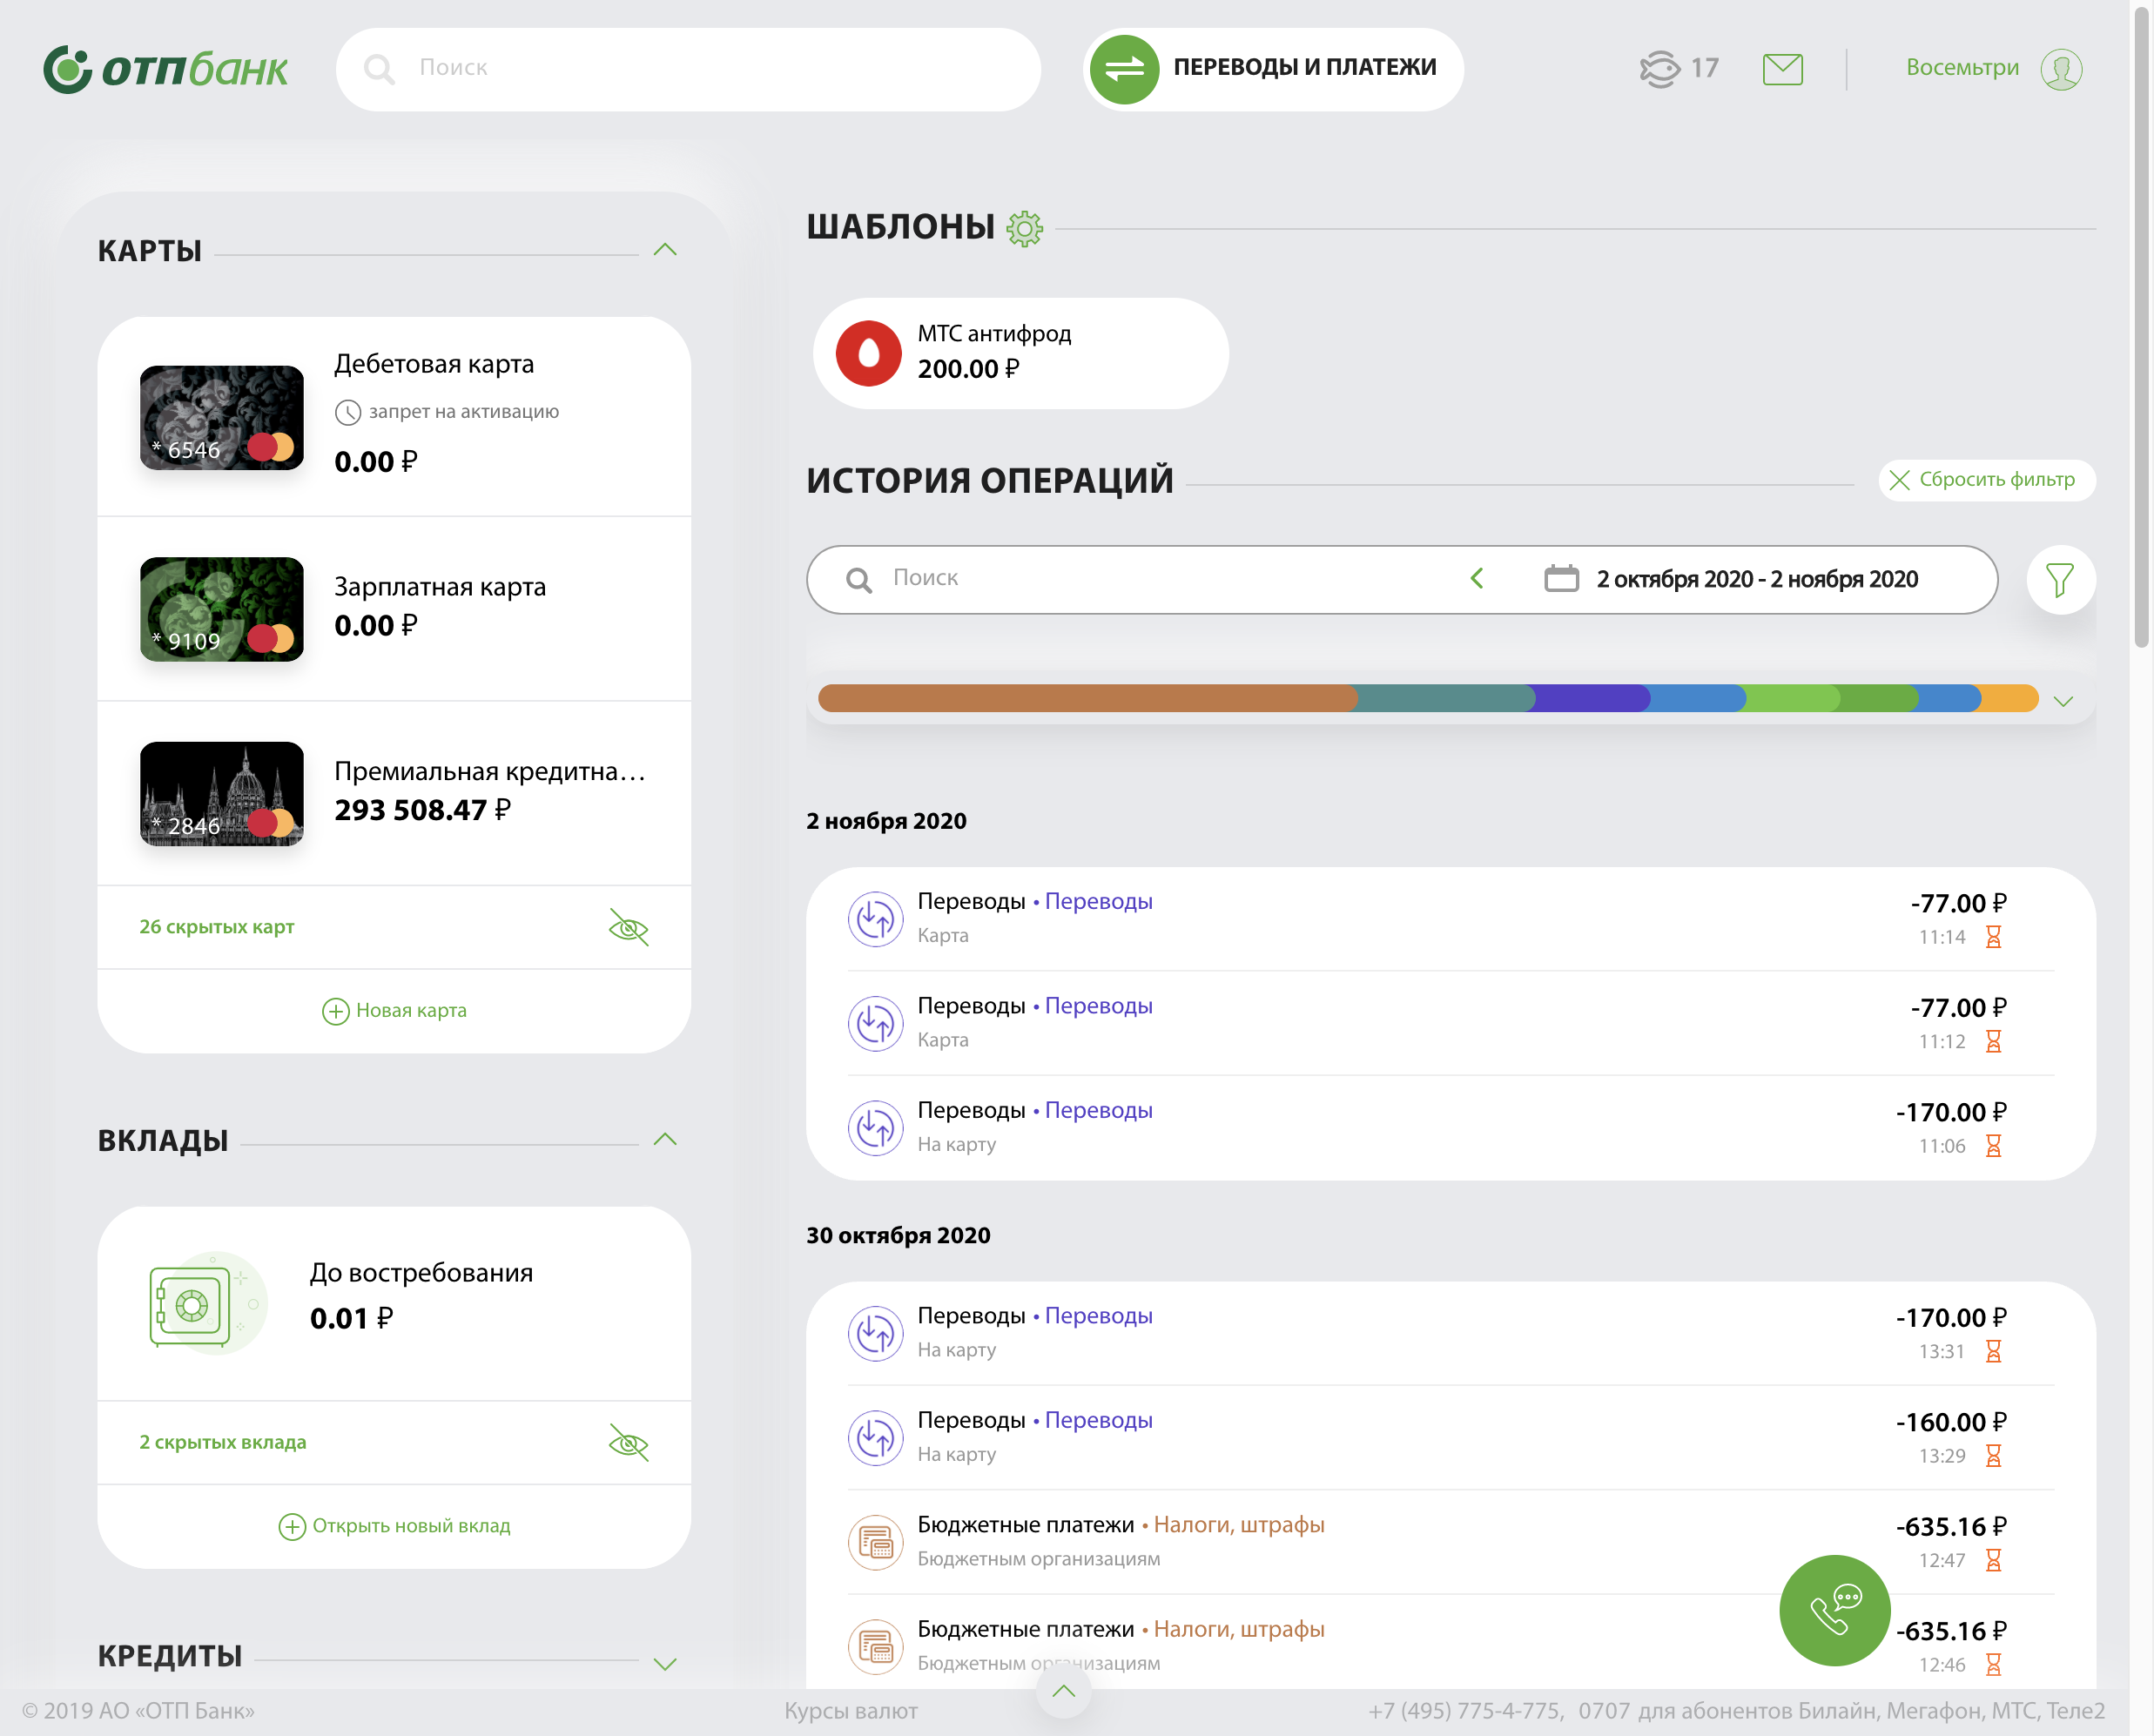 ОТПбанк
Поиск
ПЕРЕВОДЫ И ПЛАТЕЖИ
17
Восемьтри
КАРТЫ
Дебетовая карта
запрет на активацию
* 6546
0.00 ₽
Зарплатная карта
0.00 ₽
* 9109
Премиальная кредитна...
293 508.47 ₽
* 2846
26 скрытых карт
Новая карта
ВКЛАДЫ
До востребования
0.01 ₽
2 скрытых вклада
Открыть новый вклад
КРЕДИТЫ
ШАБЛОНЫ
МТС антифрод
200.00 ₽
ИСТОРИЯ ОПЕРАЦИЙ
Сбросить фильтр
Поиск
2 октября 2020 - 2 ноября 2020
2 ноября 2020
Переводы • Переводы -77.00 ₽
Карта 11:14
Переводы • Переводы -77.00 ₽
Карта 11:12
Переводы • Переводы -170.00 ₽
На карту 11:06
30 октября 2020
Переводы • Переводы -170.00 ₽
На карту 13:31
Переводы • Переводы -160.00 ₽
На карту 13:29
Бюджетные платежи • Налоги, штрафы -635.16 ₽
Бюджетным организациям 12:47
Бюджетные платежи • Налоги, штрафы -635.16 ₽
Бюджетным организациям 12:46
© 2019 АО «ОТП Банк»
Курсы валют
+7 (495) 775-4-775, 0707 для абонентов Билайн, Мегафон, МТС, Теле2